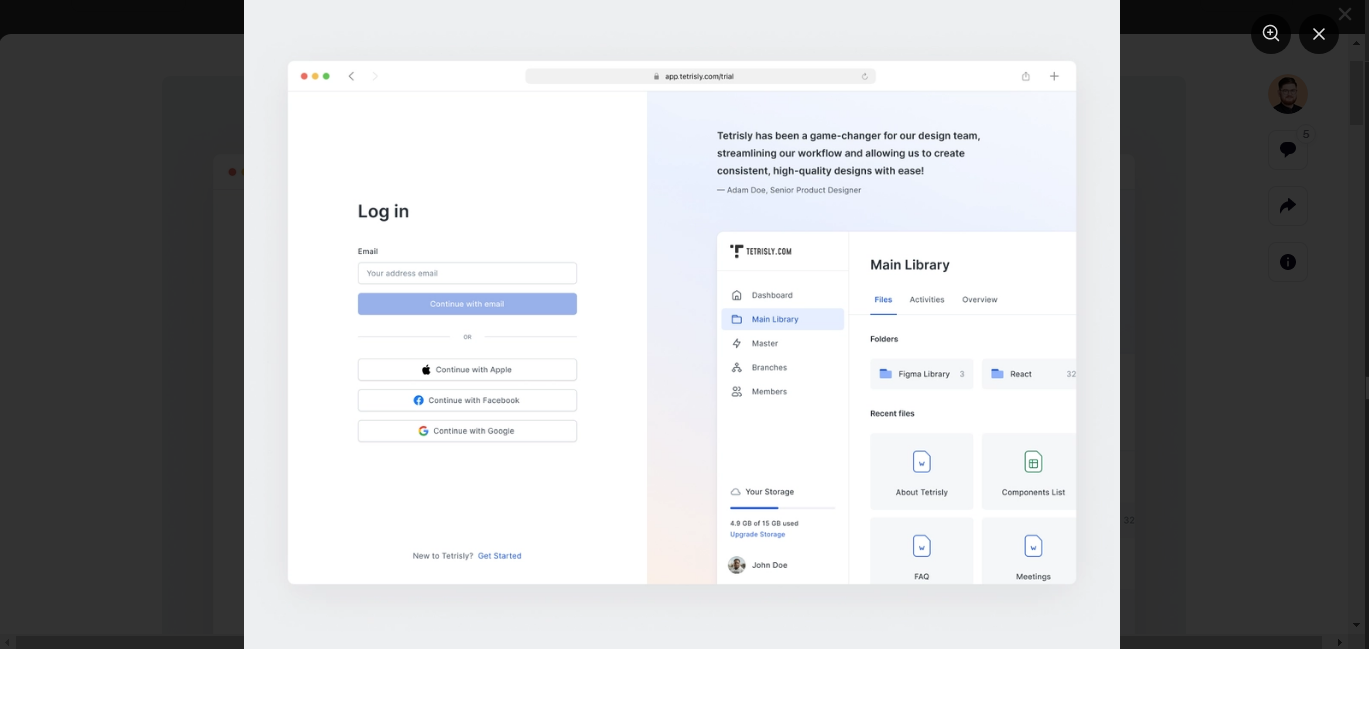 app.tetrisly.com/trial
5
Log in
Email
Your address email
Continue with email
OR
Continue with Apple
Continue with Facebook
Continue with Google
New to Tetrisly? Get Started
Tetrisly has been a game-changer for our design team,
streamlining our workflow and allowing us to create
consistent, high-quality designs with ease!
— Adam Doe, Senior Product Designer
TETRISLY.COM
Dashboard
Main Library
Master
Branches
Members
Your Storage
4.9 GB of 15 GB used
Upgrade Storage
John Doe
Main Library
Files Activities Overview
Folders
Figma Library 3 React 32
Recent files
About Tetrisly Components List
FAQ Meetings
32